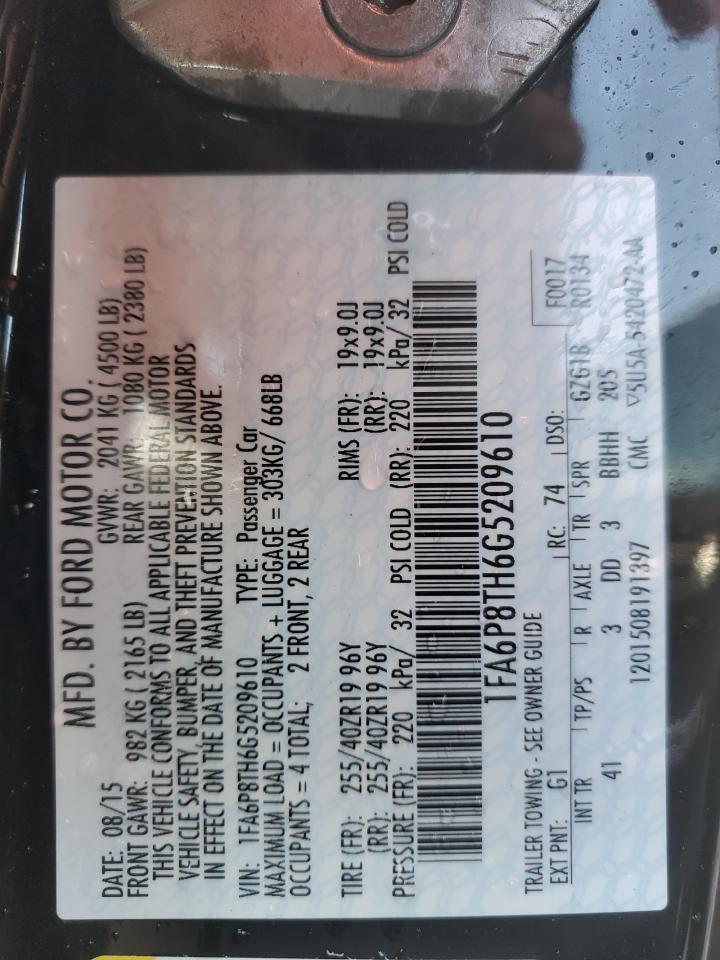 MFD. BY FORD MOTOR CO.
DATE: 08/15 GVWR: 2041 KG ( 4500 LB)
FRONT GAWR: 982 KG ( 2165 LB) REAR GAWR: 1080 KG ( 2380 LB)
THIS VEHICLE CONFORMS TO ALL APPLICABLE FEDERAL MOTOR
VEHICLE SAFETY, BUMPER, AND THEFT PREVENTION STANDARDS
IN EFFECT ON THE DATE OF MANUFACTURE SHOWN ABOVE.
VIN: 1FA6P8TH6G5209610 TYPE: Passenger Car
MAXIMUM LOAD = OCCUPANTS + LUGGAGE = 303KG/ 668LB
OCCUPANTS = 4 TOTAL; 2 FRONT, 2 REAR
TIRE (FR): 255/40ZR19 96Y RIMS (FR): 19x9.0J
(RR): 255/40ZR19 96Y (RR): 19x9.0J
PRESSURE (FR): 220 kPa/ 32 PSI COLD (RR): 220 kPa/ 32 PSI COLD
1FA6P8TH6G5209610
TRAILER TOWING - SEE OWNER GUIDE
F0017
EXT PNT: G1 RC: 74 DSO: R0134
INT TR TP/PS R AXLE TR SPR GZG1B
41 3 DD 3 BBHH 205
1201508191397 CMC V5U5A-5420472-AA